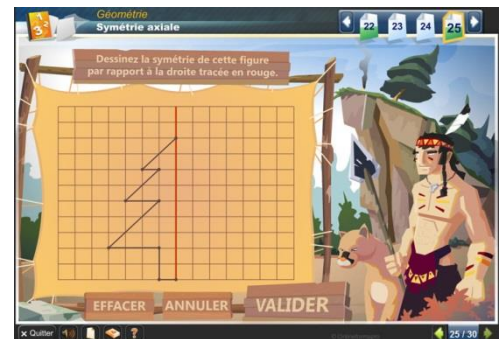 Géométrie
Symétrie axiale
22 23 24 25
Dessinez la symétrie de cette figure
par rapport à la droite tracée en rouge.
EFFACER ANNULER VALIDER
x Quitter ?
25 / 30